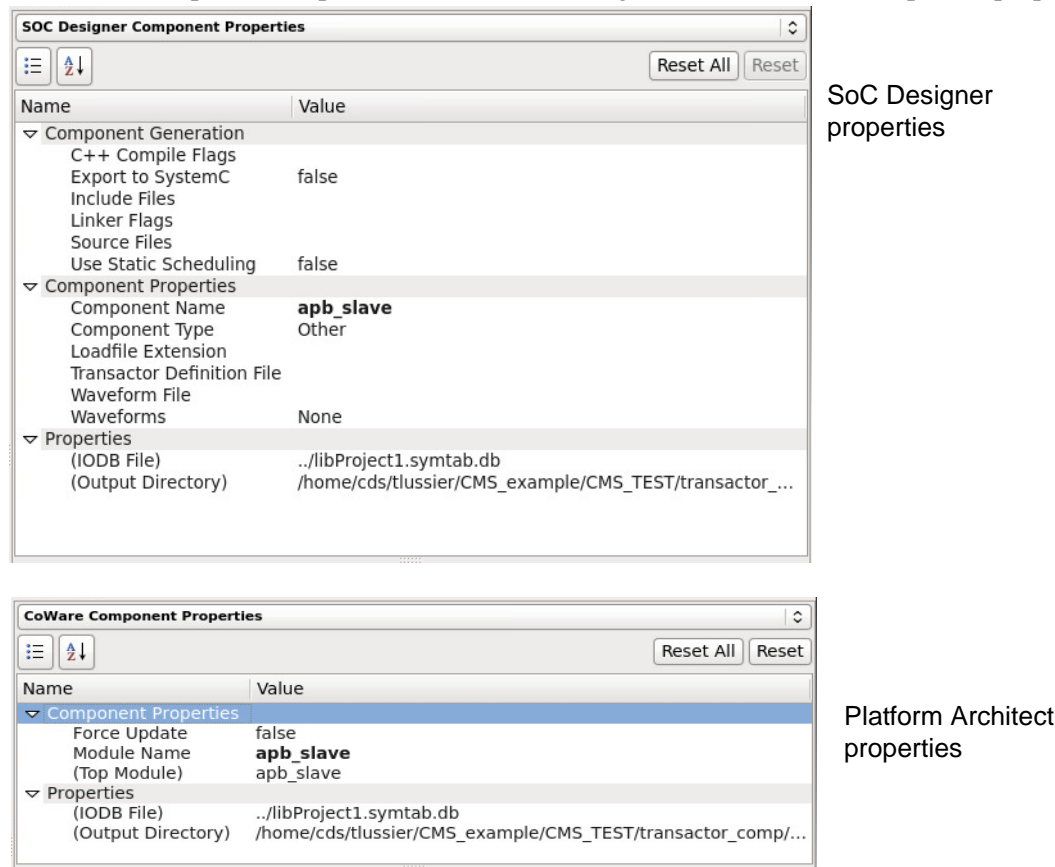 SOC Designer Component Properties
Reset All Reset
Name Value
Component Generation
C++ Compile Flags
Export to SystemC false
Include Files
Linker Flags
Source Files
Use Static Scheduling false
Component Properties
Component Name apb_slave
Component Type Other
Loadfile Extension
Transactor Definition File
Waveform File
Waveforms None
Properties
(IODB File) ../libProject1.symtab.db
(Output Directory) /home/cds/tlussier/CMS_example/CMS_TEST/transactor_...
SoC Designer
properties
CoWare Component Properties
Reset All Reset
Name Value
Component Properties
Force Update false
Module Name apb_slave
(Top Module) apb_slave
Properties
(IODB File) ../libProject1.symtab.db
(Output Directory) /home/cds/tlussier/CMS_example/CMS_TEST/transactor_comp/...
Platform Architect
properties